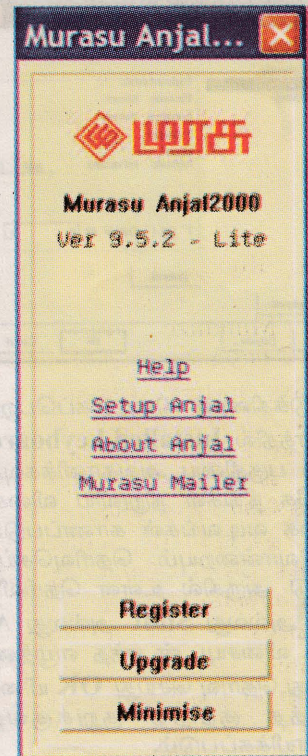 Murasu Anjal...
முரசு
Murasu Anjal2000
Ver 9.5.2 - Lite
Help
Setup Anjal
About Anjal
Murasu Mailer
Register
Upgrade
Minimise